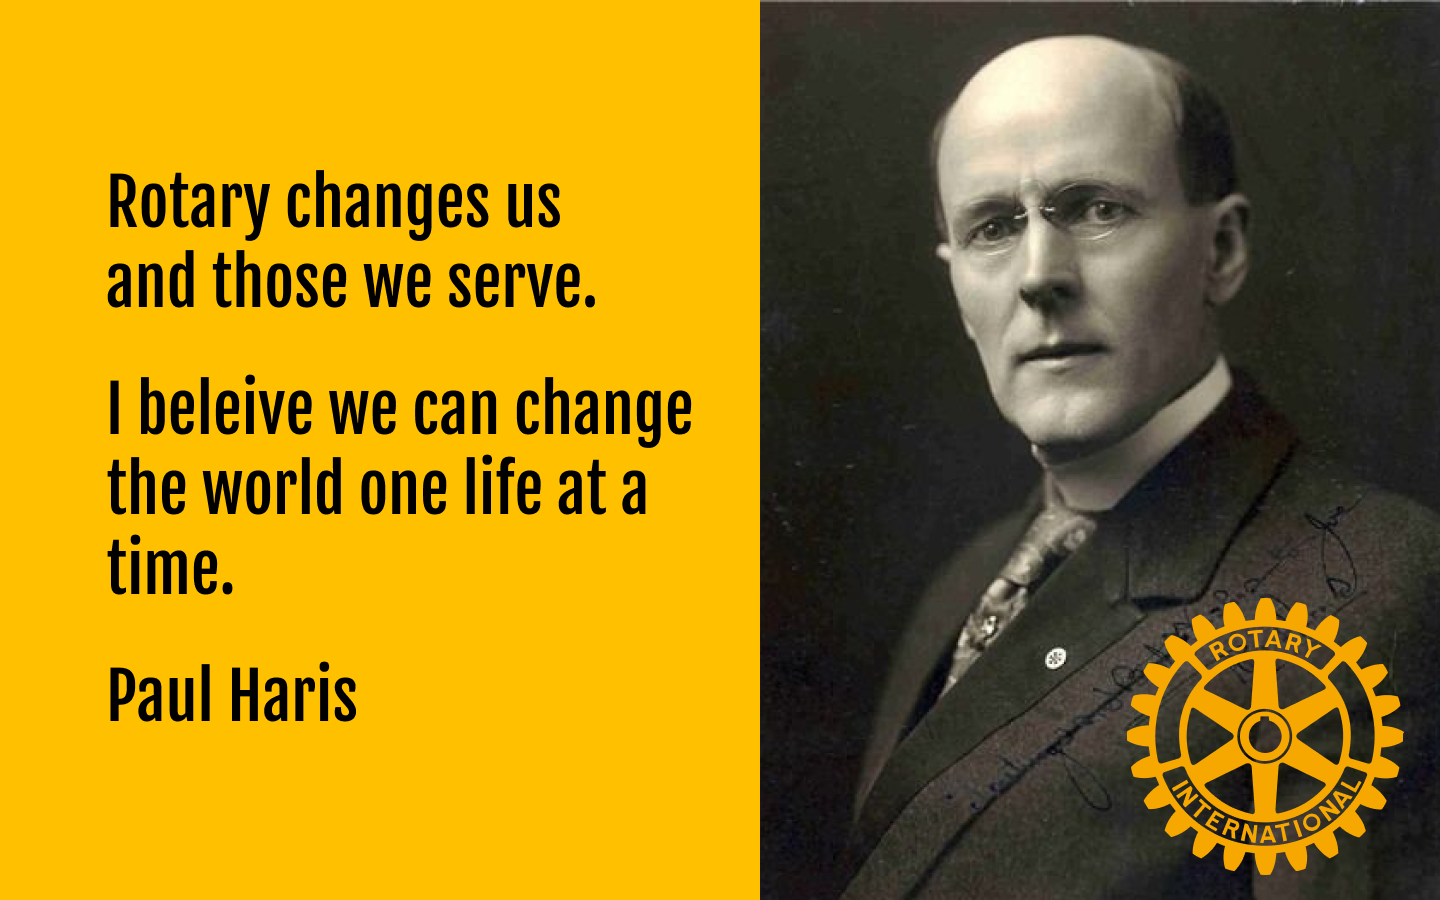 Rotary changes us
and those we serve.
I beleive we can change
the world one life at a
time.
Paul Haris
ROTARY
INTERNATIONAL